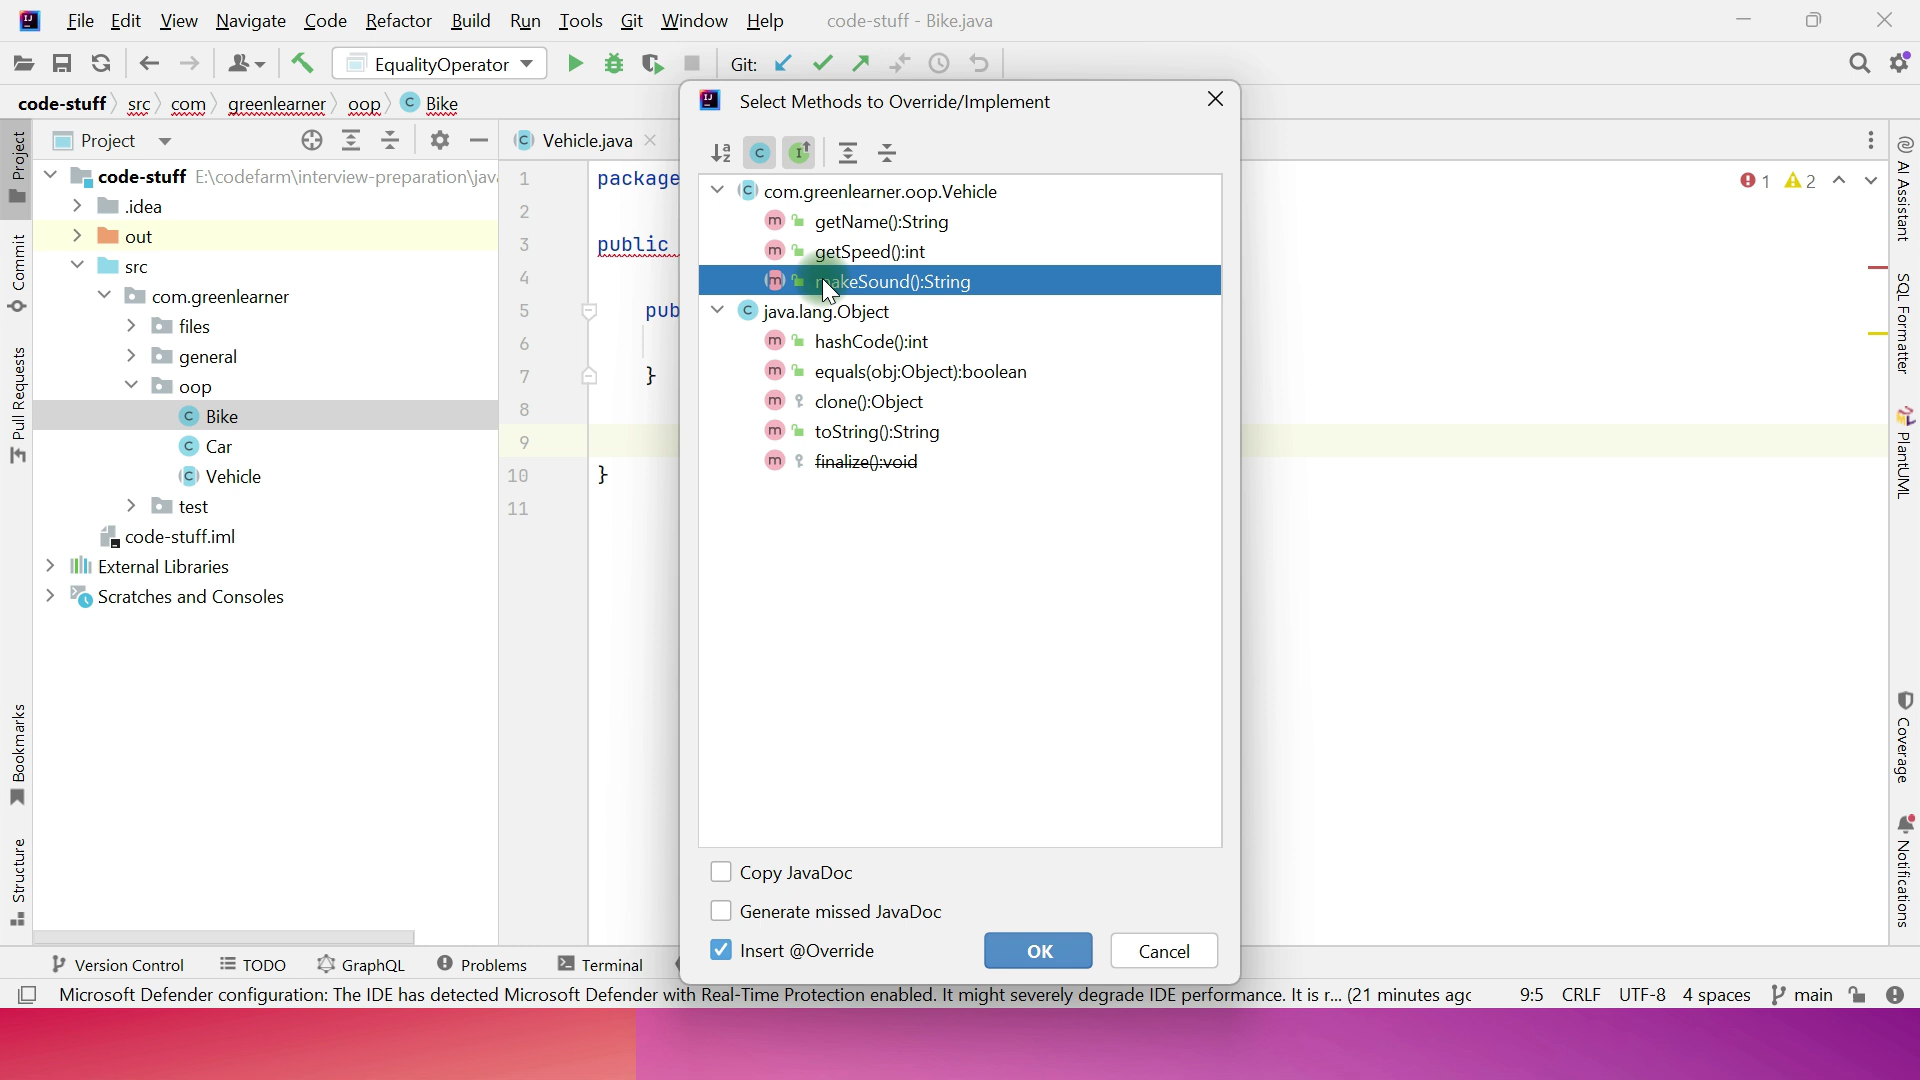 File Edit View Navigate Code Refactor Build Run Tools Git Window Help code-stuff - Bike.java
EqualityOperator Git:
code-stuff src com greenlearner oop Bike
Select Methods to Override/Implement
Project
Vehicle.java
code-stuff E:\codefarm\interview-preparation\jav
.idea
out
src
com.greenlearner
files
general
oop
Bike
Car
Vehicle
test
code-stuff.iml
External Libraries
Scratches and Consoles
1 package
2
3 public
4
5 pub
6
7 }
8
9
10 }
11
1 2
com.greenlearner.oop.Vehicle
getName():String
getSpeed():int
makeSound():String
java.lang.Object
hashCode():int
equals(obj:Object):boolean
clone():Object
toString():String
finalize():void
Copy JavaDoc
Generate missed JavaDoc
Insert @Override
OK Cancel
Project
Commit
Pull Requests
Bookmarks
Structure
AI Assistant
SQL Formatter
PlantUML
Coverage
Notifications
Version Control TODO GraphQL Problems Terminal
Microsoft Defender configuration: The IDE has detected Microsoft Defender with Real-Time Protection enabled. It might severely degrade IDE performance. It is r... (21 minutes agc 9:5 CRLF UTF-8 4 spaces main